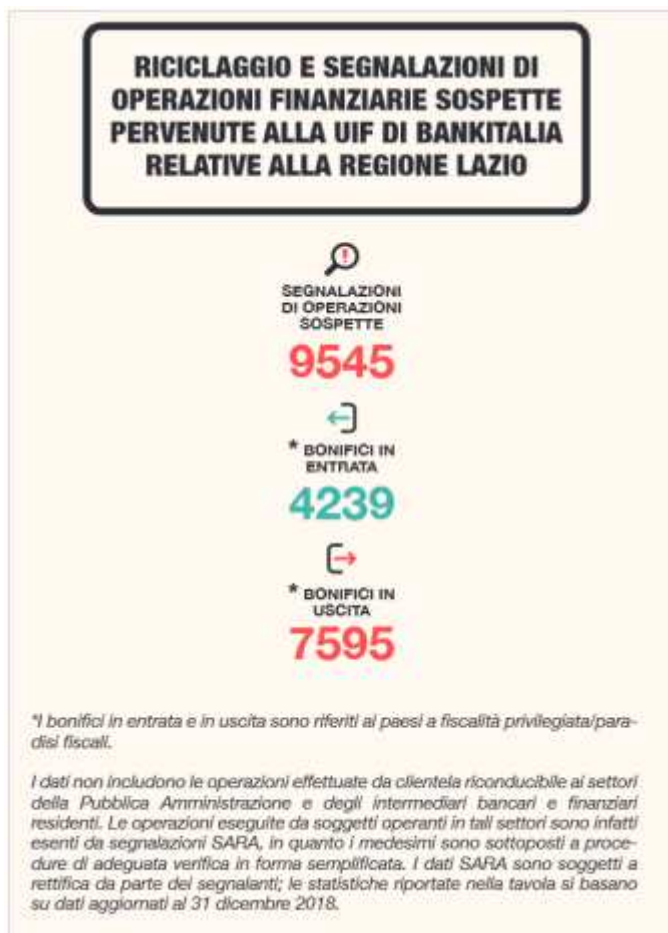 RICICLAGGIO E SEGNALAZIONI DI
OPERAZIONI FINANZIARIE SOSPETTE
PERVENUTE ALLA UIF DI BANKITALIA
RELATIVE ALLA REGIONE LAZIO
SEGNALAZIONI
DI OPERAZIONI
SOSPETTE
9545
* BONIFICI IN
ENTRATA
4239
* BONIFICI IN
USCITA
7595
*I bonifici in entrata e in uscita sono riferiti ai paesi a fiscalità privilegiata/para-
disi fiscali.
I dati non includono le operazioni effettuate da clientela riconducibile ai settori
della Pubblica Amministrazione e degli intermediari bancari e finanziari
residenti. Le operazioni eseguite da soggetti operanti in tali settori sono infatti
esenti da segnalazioni SARA, in quanto i medesimi sono sottoposti a proce-
dure di adeguata verifica in forma semplificata. I dati SARA sono soggetti a
rettifica da parte dei segnalanti; le statistiche riportate nella tavola si basano
su dati aggiornati al 31 dicembre 2018.